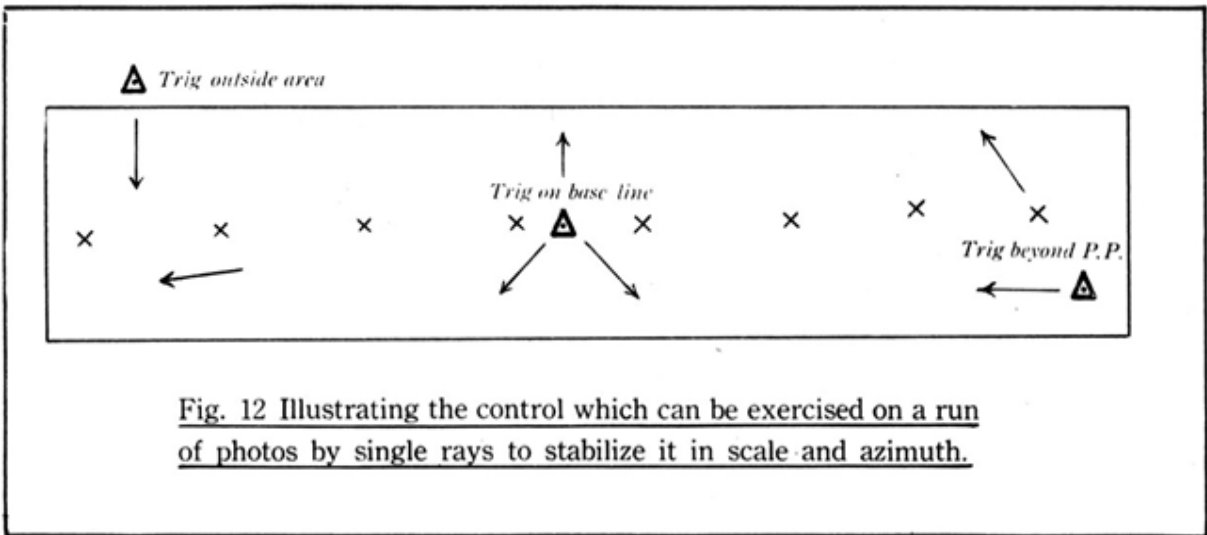 Trig outside area
Trig on base line
Trig beyond P.P.
Fig. 12 Illustrating the control which can be exercised on a run
of photos by single rays to stabilize it in scale and azimuth.